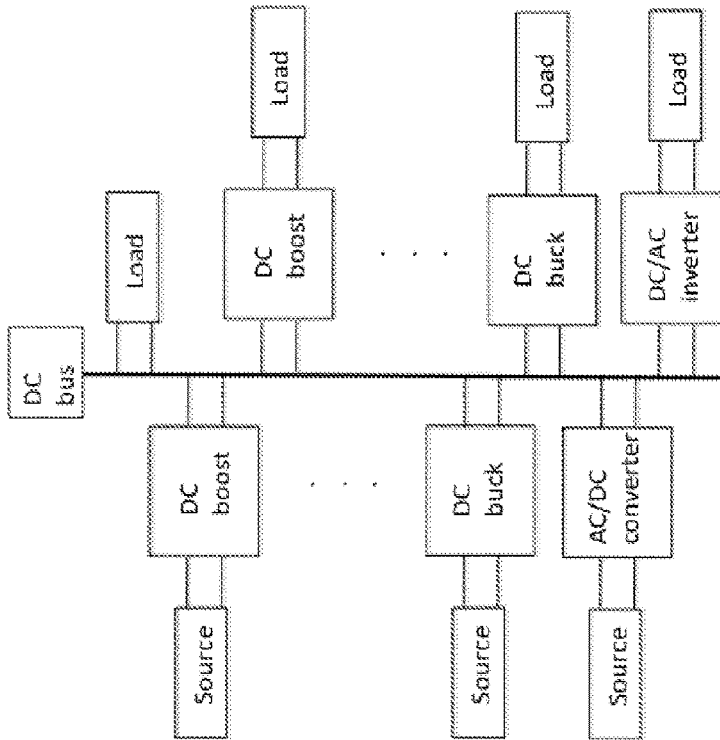 DC
bus
Load
DC
boost
Load
DC
buck
Load
DC/AC
inverter
Load
DC
boost
Source
DC
buck
Source
AC/DC
converter
Source